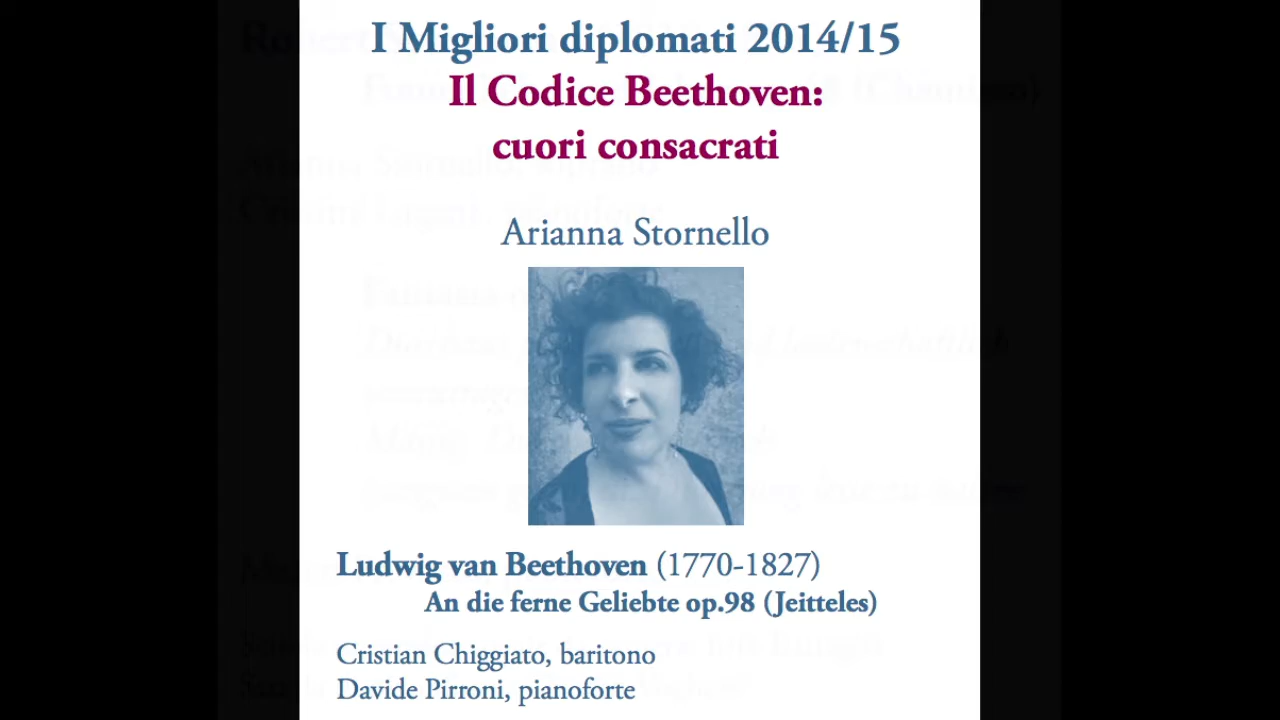 I Migliori diplomati 2014/15
Il Codice Beethoven:
cuori consacrati
Arianna Stornello
Ludwig van Beethoven (1770-1827)
An die ferne Geliebte op.98 (Jeitteles)
Cristian Chiggiato, baritono
Davide Pirroni, pianoforte